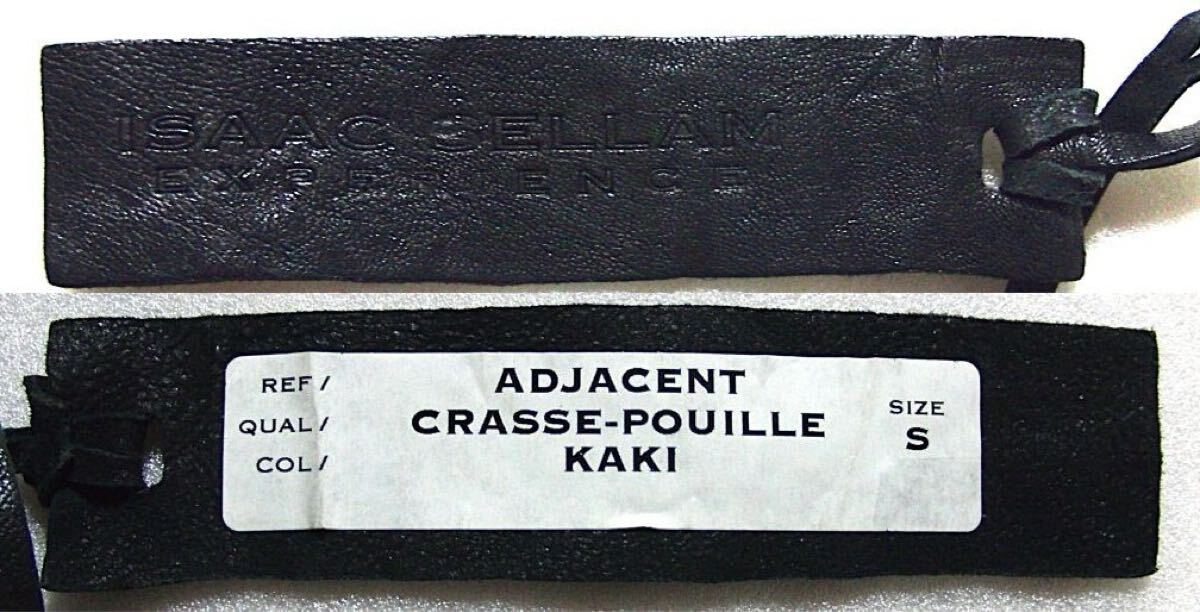 ISAAC SELLAM
EXPERIENCE
REF / ADJACENT
QUAL / CRASSE-POUILLE
COL / KAKI
SIZE
S